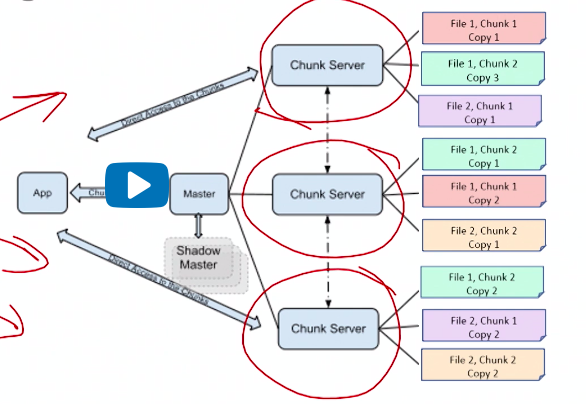 File 1, Chunk 1
Copy 1
Chunk Server
File 1, Chunk 2
Copy 3
Direct Access to the Chunks
File 2, Chunk 1
Copy 1
File 1, Chunk 2
Copy 1
App
Master
Chunk Server
File 1, Chunk 1
Copy 2
Shadow
Master
File 2, Chunk 2
Copy 1
Direct Access to the Chunks
File 1, Chunk 2
Copy 2
Chunk Server
File 2, Chunk 1
Copy 2
File 2, Chunk 2
Copy 2